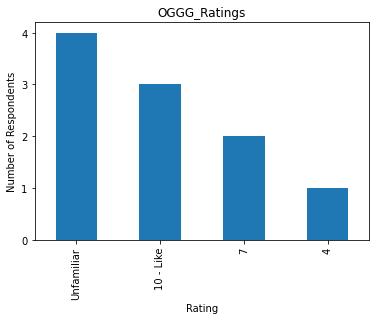 OGGG_Ratings
Number of Respondents
4
3
2
1
0
Unfamiliar
10 - Like
7
4
Rating